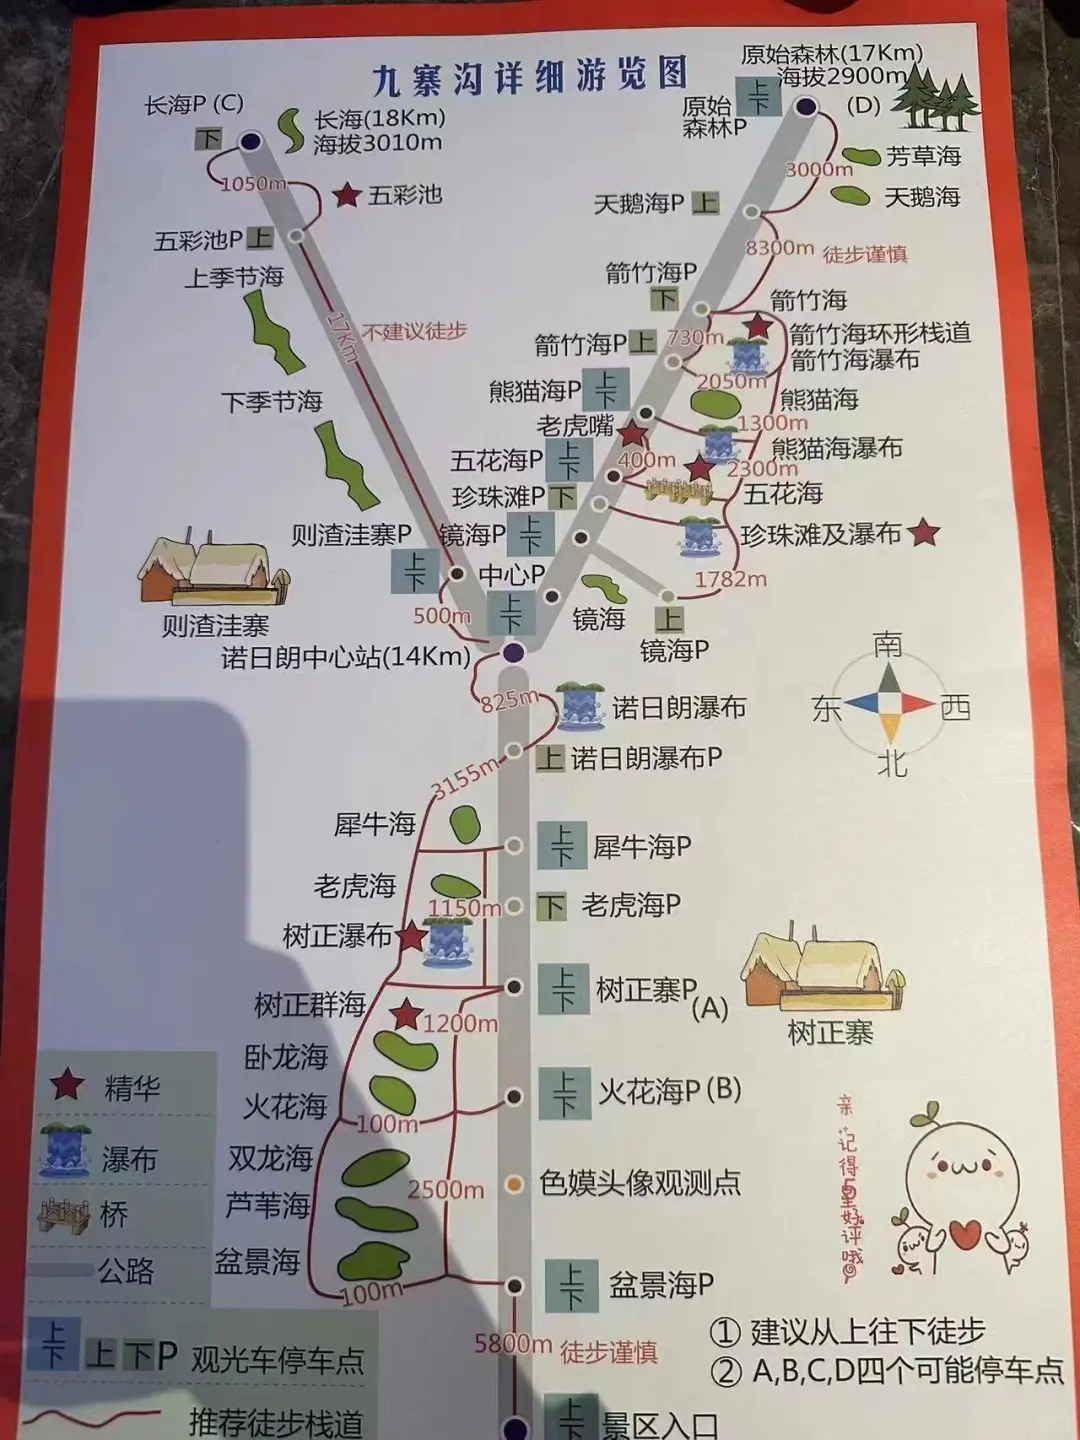 九寨沟详细游览图
原始森林(17Km)
海拔2900m
长海P (C)
下
长海(18Km)
海拔3010m
原始
森林P
上
下
(D)
芳草海
1050m
3000m
五彩池
天鹅海P 上
天鹅海
五彩池P 上
8300m 徒步谨慎
上季节海
箭竹海P
下
箭竹海
17Km
不建议徒步
箭竹海P 上
730m
箭竹海环形栈道
箭竹海瀑布
熊猫海P
上
下
2050m
下季节海
熊猫海
老虎嘴
1300m
五花海P
上
下
400m
熊猫海瀑布
2300m
珍珠滩P 下
五花海
则渣洼寨P
上
下
镜海P
上
下
珍珠滩及瀑布
中心P
上
下
1782m
500m
镜海
上
镜海P
则渣洼寨
诺日朗中心站(14Km)
南
东
西
北
825m
诺日朗瀑布
上 诺日朗瀑布P
3155m
犀牛海
上
下
犀牛海P
老虎海
1150m
下 老虎海P
树正瀑布
上
下
树正寨P
(A)
树正寨
树正群海
1200m
卧龙海
火花海
上
下
火花海P (B)
100m
双龙海
2500m
色嫫头像观测点
芦苇海
盆景海
100m
上
下
盆景海P
5800m 徒步谨慎
上
下
景区入口
精华
瀑布
桥
公路
上
下
上 下P 观光车停车点
推荐徒步栈道
亲
记得
好评哦
① 建议从上往下徒步
② A,B,C,D四个可能停车点